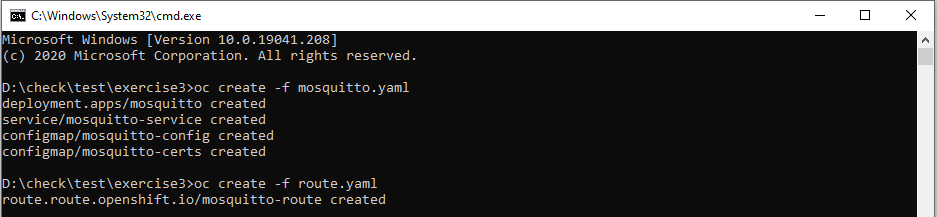 C:\Windows\System32\cmd.exe
Microsoft Windows [Version 10.0.19041.208]
(c) 2020 Microsoft Corporation. All rights reserved.
D:\check\test\exercise3>oc create -f mosquitto.yaml
deployment.apps/mosquitto created
service/mosquitto-service created
configmap/mosquitto-config created
configmap/mosquitto-certs created
D:\check\test\exercise3>oc create -f route.yaml
route.route.openshift.io/mosquitto-route created